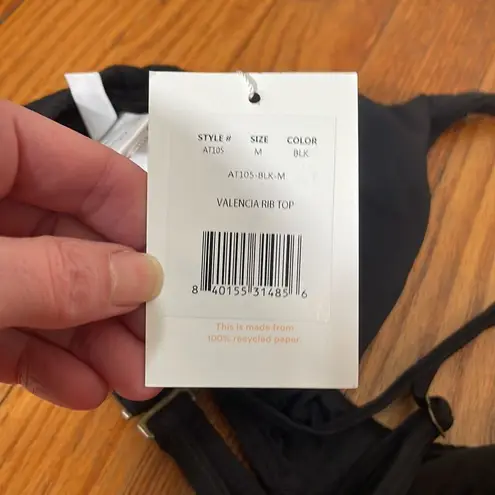 STYLE # SIZE COLOR
AT105 M BLK
AT105-BLK-M
VALENCIA RIB TOP
8 40155 31485 6
This is made from
100% recycled paper